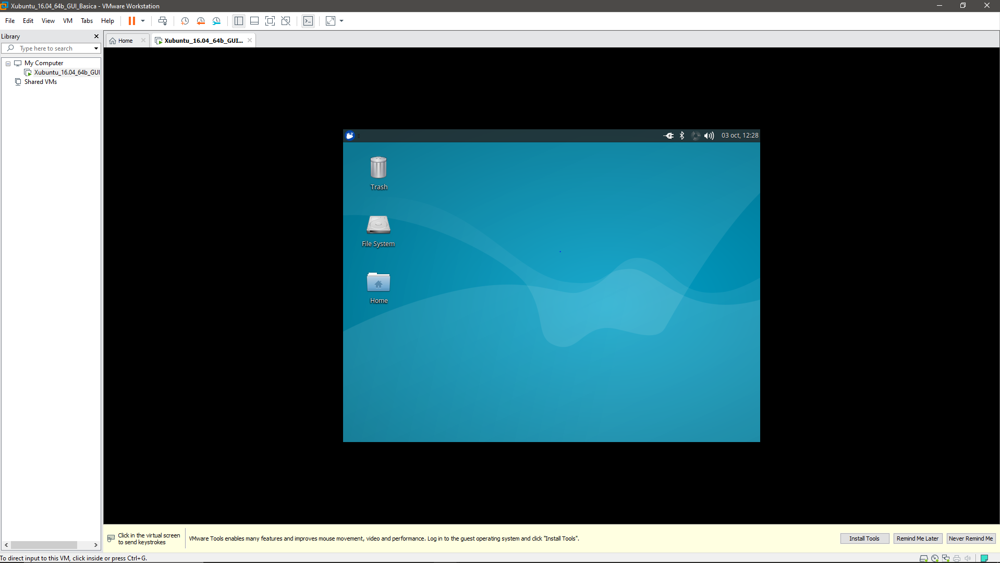 Xubuntu_16.04_64b_GUI_Basica - VMware Workstation
File Edit View VM Tabs Help
Library
Home
Xubuntu_16.04_64b_GUI...
Type here to search
My Computer
Xubuntu_16.04_64b_GUI
Shared VMs
03 oct, 12:28
Trash
File System
Home
Click in the virtual screen
to send keystrokes
VMware Tools enables many features and improves mouse movement, video and performance. Log in to the guest operating system and click "Install Tools".
Install Tools
Remind Me Later
Never Remind Me
To direct input to this VM, click inside or press Ctrl+G.